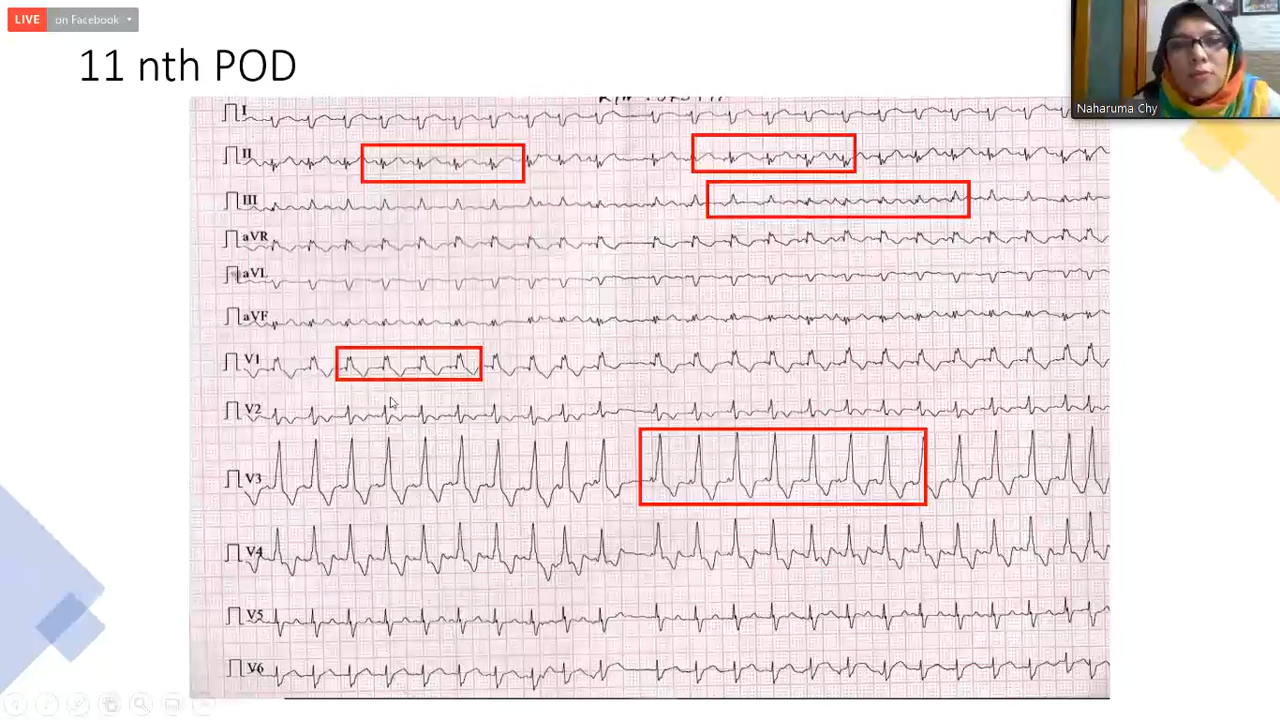 LIVE on Facebook
11 nth POD
Naharuma Chy
I
II
III
aVR
aVL
aVF
V1
V2
V3
V4
V5
V6